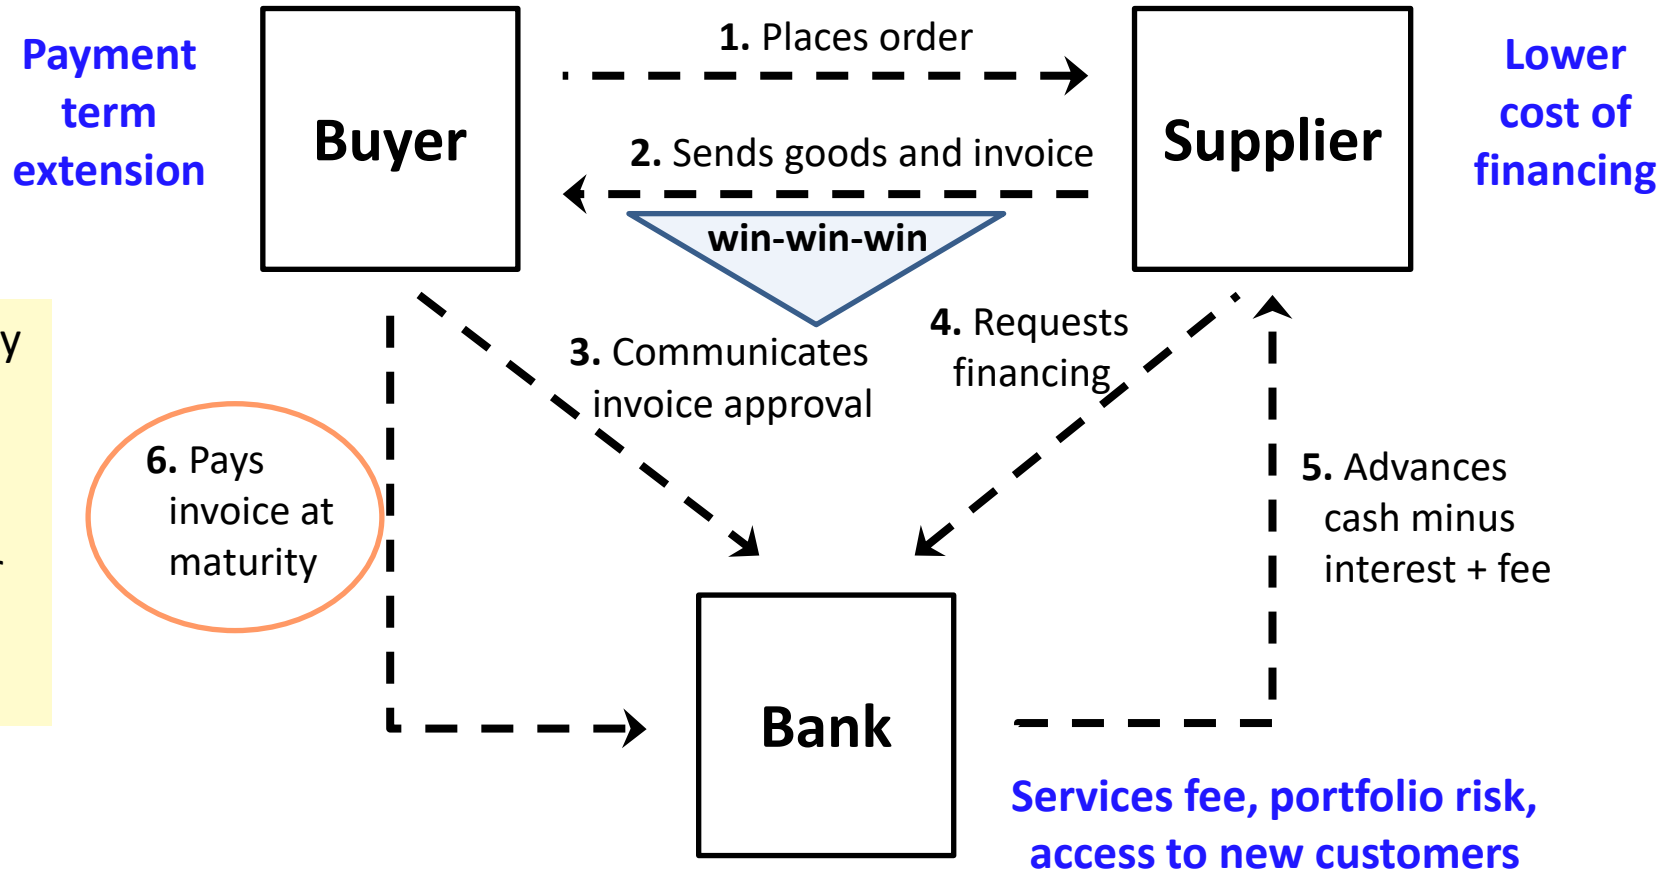 Payment
term
extension
Buyer
1. Places order
2. Sends goods and invoice
win-win-win
Supplier
Lower
cost of
financing
y
3. Communicates
invoice approval
4. Requests
financing
6. Pays
invoice at
maturity
5. Advances
cash minus
interest + fee
Bank
Services fee, portfolio risk,
access to new customers